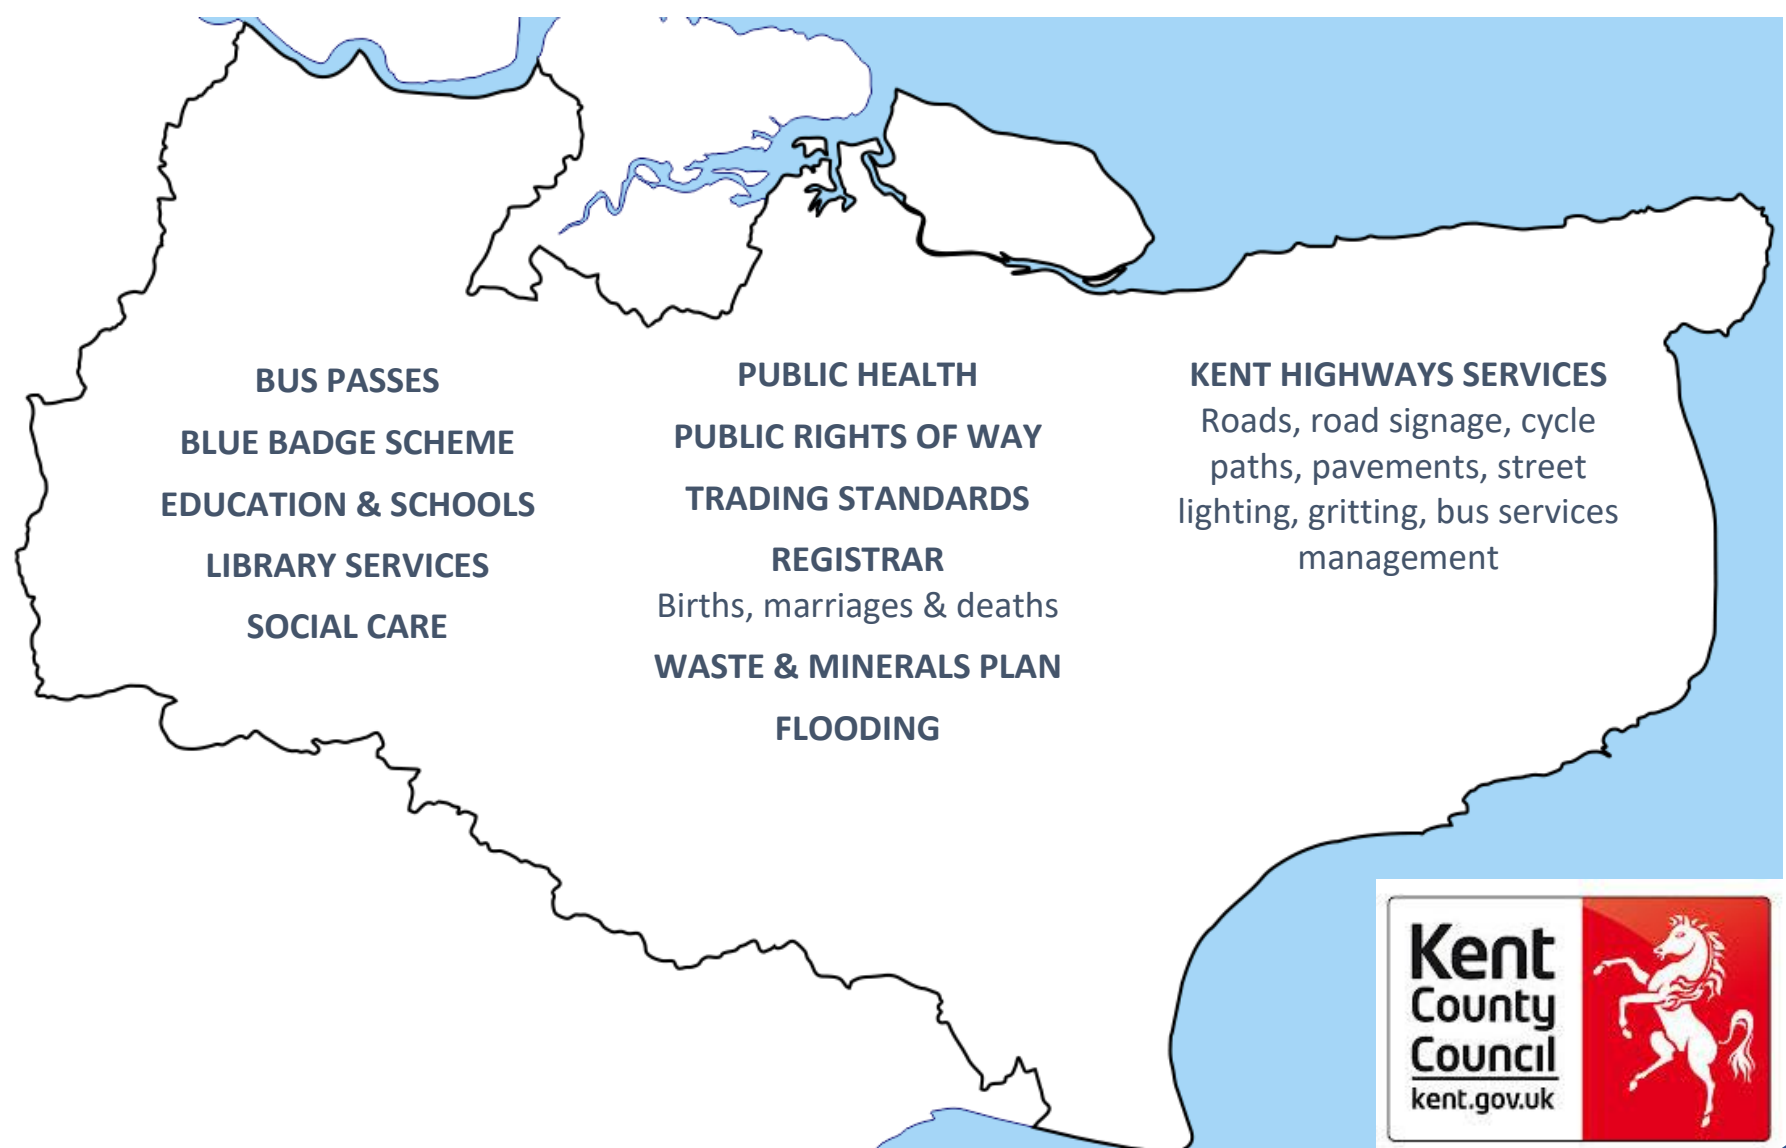 BUS PASSES
BLUE BADGE SCHEME
EDUCATION & SCHOOLS
LIBRARY SERVICES
SOCIAL CARE
PUBLIC HEALTH
PUBLIC RIGHTS OF WAY
TRADING STANDARDS
REGISTRAR
Births, marriages & deaths
WASTE & MINERALS PLAN
FLOODING
KENT HIGHWAYS SERVICES
Roads, road signage, cycle
paths, pavements, street
lighting, gritting, bus services
management
Kent
County
Council
kent.gov.uk